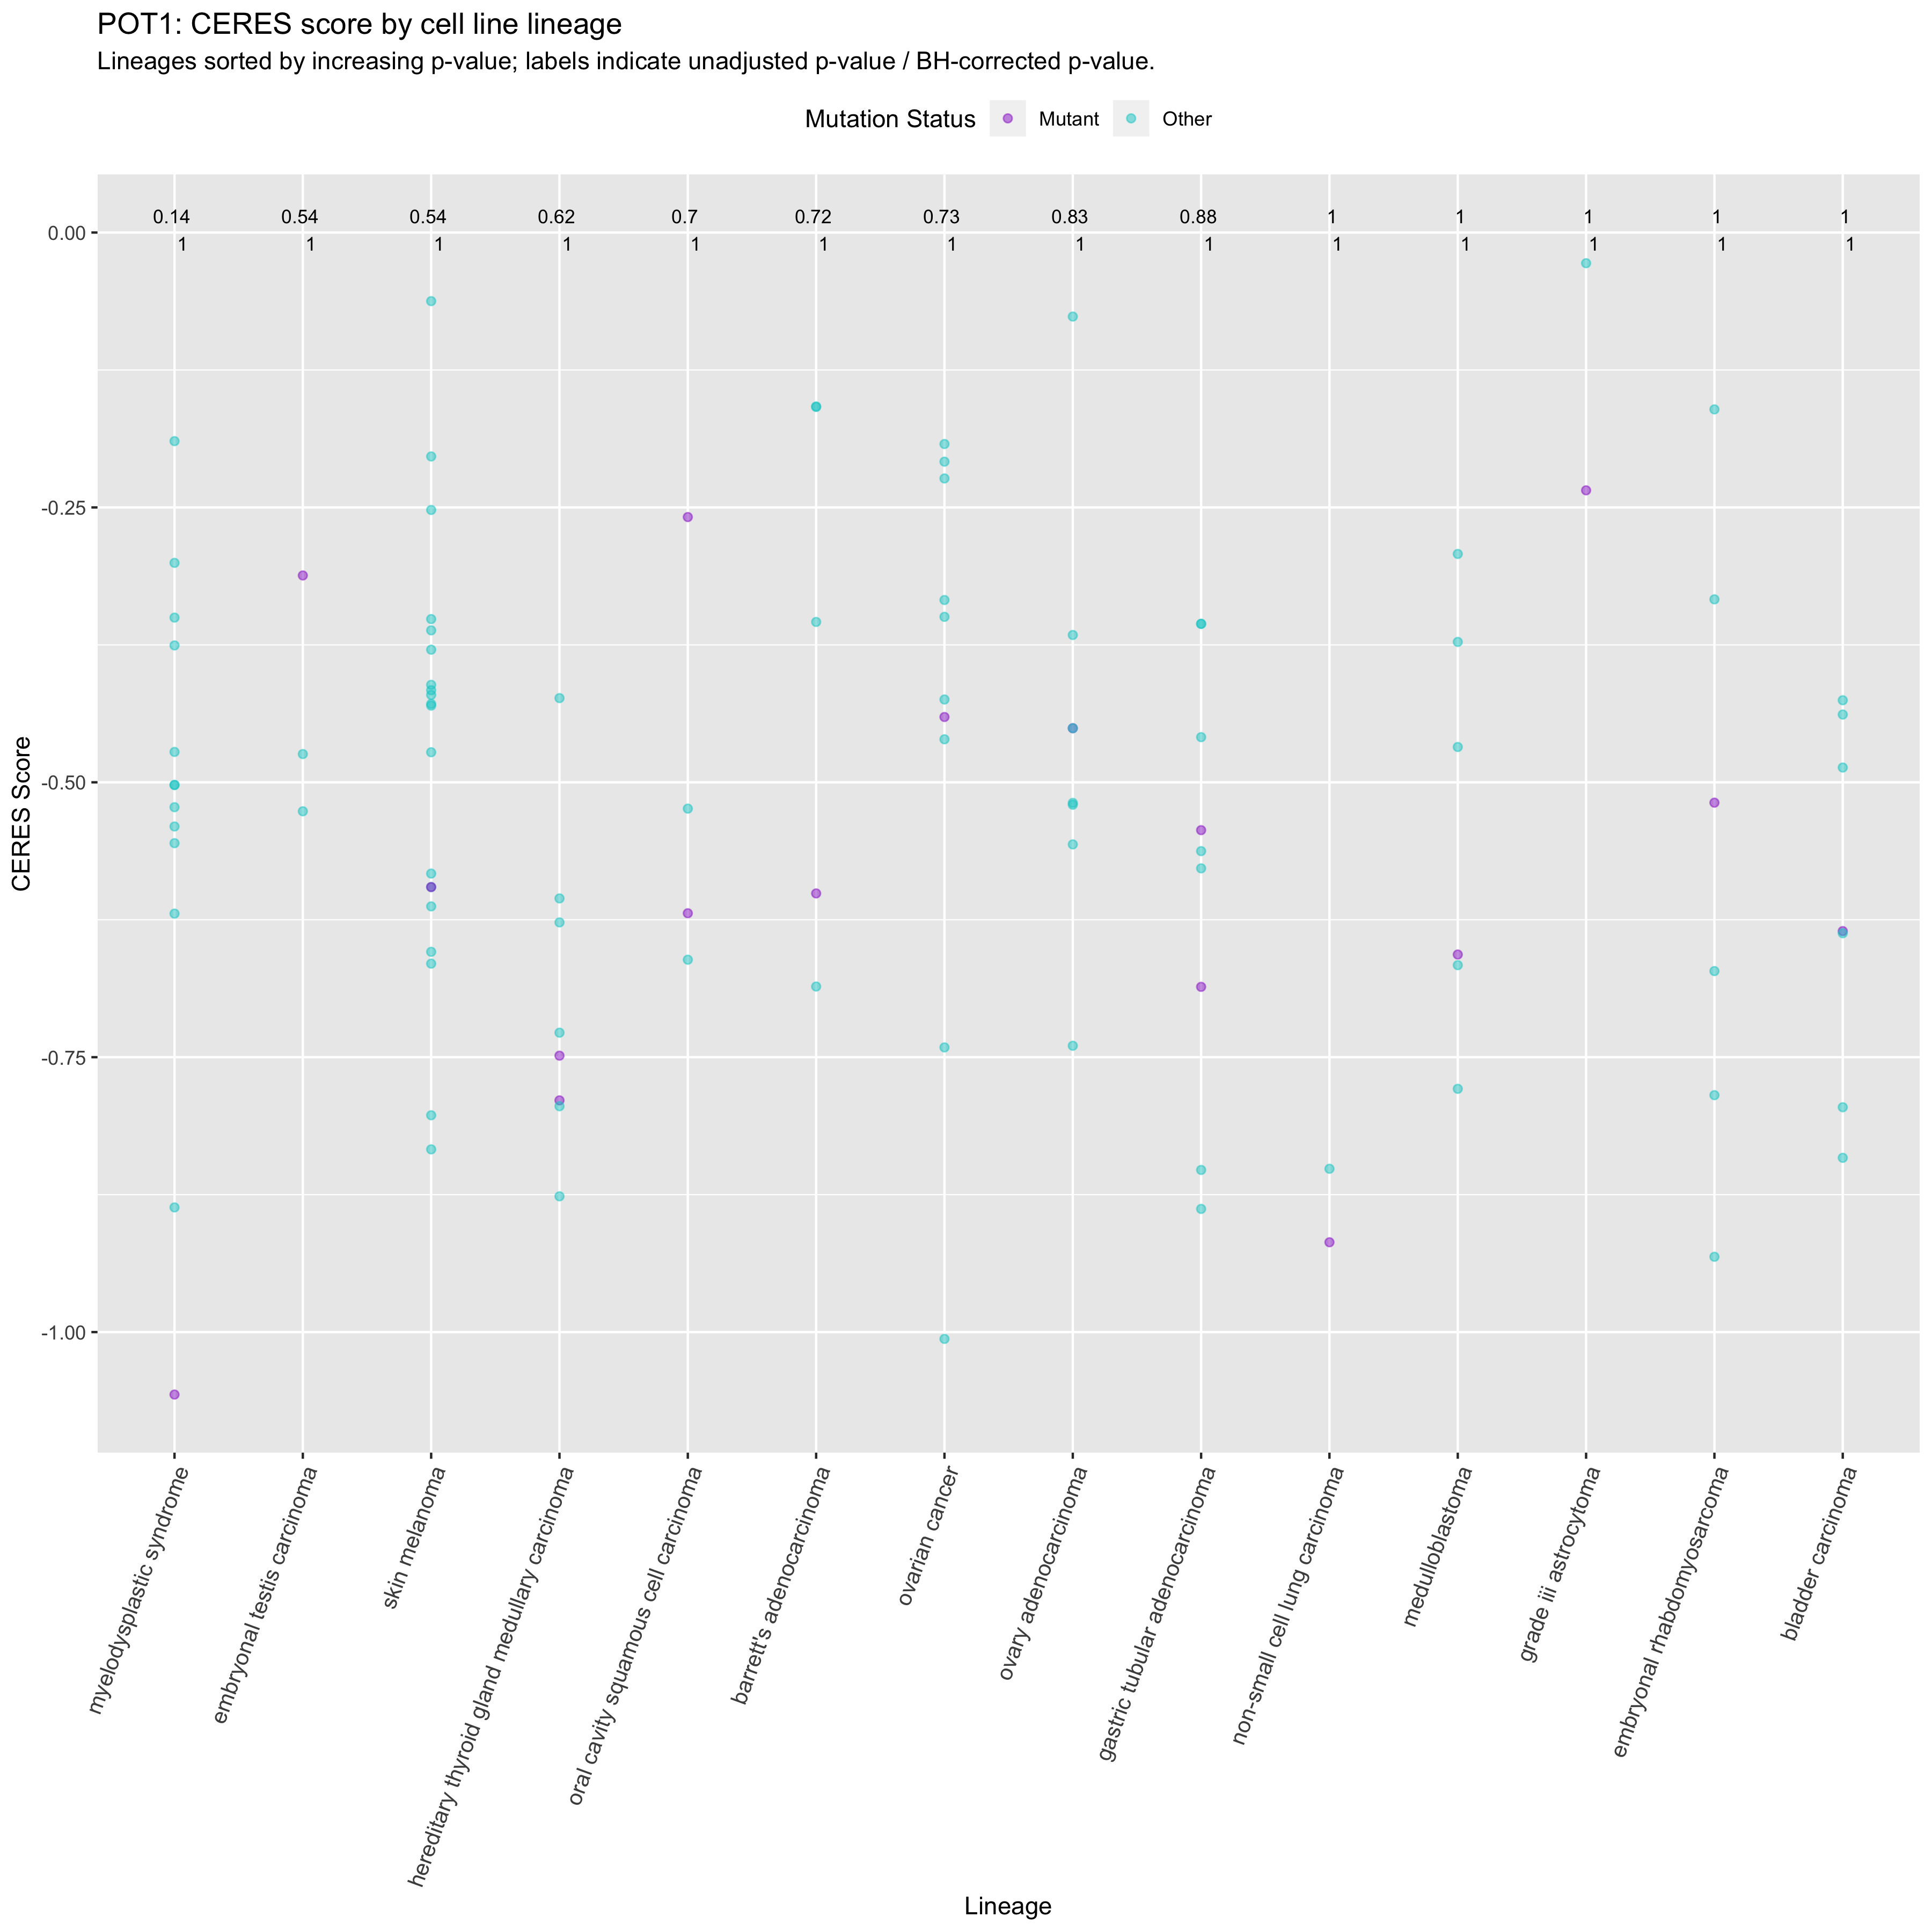 POT1: CERES score by cell line lineage
Lineages sorted by increasing p-value; labels indicate unadjusted p-value / BH-corrected p-value.
Mutation Status Mutant Other
0.14 0.54 0.54 0.62 0.7 0.72 0.73 0.83 0.88 1 1 1 1 1
1 1 1 1 1 1 1 1 1 1 1 1 1 1
0.00
-0.25
-0.50
-0.75
-1.00
CERES Score
myelodysplastic syndrome
embryonal testis carcinoma
skin melanoma
hereditary thyroid gland medullary carcinoma
oral cavity squamous cell carcinoma
barrett's adenocarcinoma
ovarian cancer
ovary adenocarcinoma
gastric tubular adenocarcinoma
non-small cell lung carcinoma
medulloblastoma
grade iii astrocytoma
embryonal rhabdomyosarcoma
bladder carcinoma
Lineage